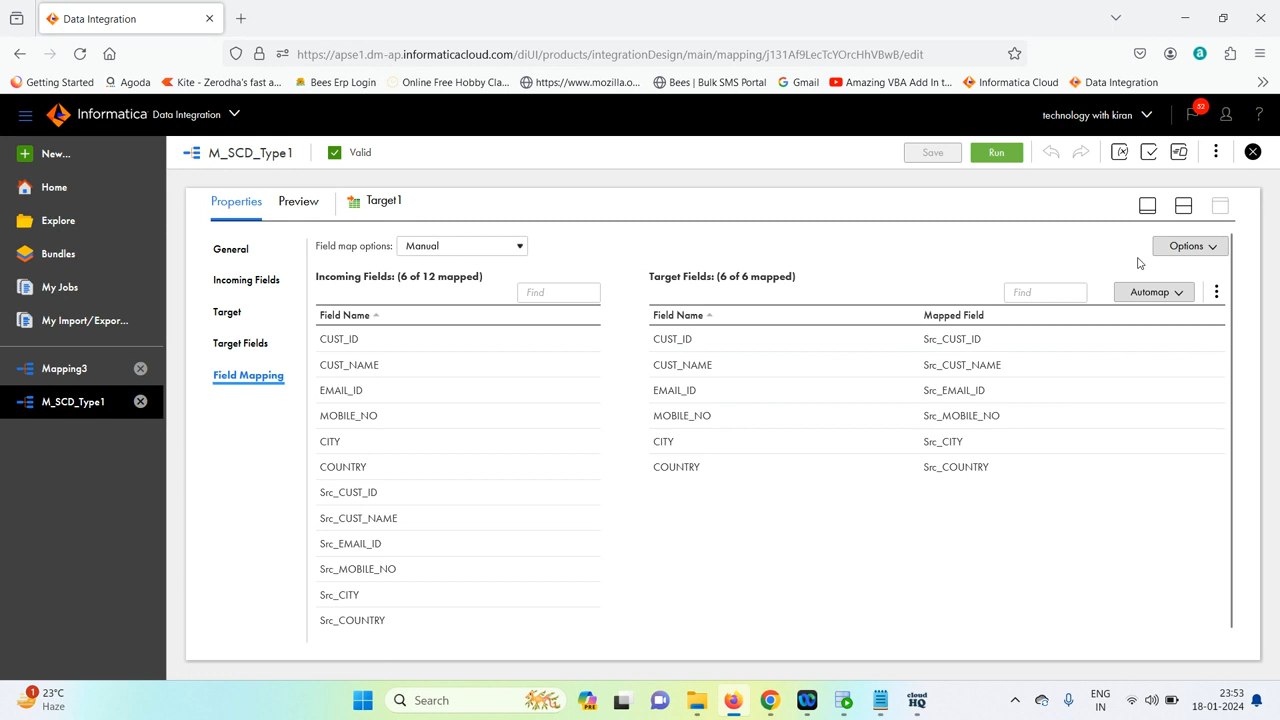 Data Integration
https://apse1.dm-ap.informaticacloud.com/diUI/products/integrationDesign/main/mapping/j131Af9LecTcYOrcHhVBwB/edit
Getting Started Agoda Kite - Zerodha's fast a... Bees Erp Login Online Free Hobby Clas... https://www.mozilla.o... Bees | Bulk SMS Portal Gmail Amazing VBA Add In t... Informatica Cloud Data Integration
Informatica Data Integration technology with kiran 52
New...
Home
Explore
Bundles
My Jobs
My Import/Expor...
Mapping3
M_SCD_Type1
M_SCD_Type1 Valid Save Run
Properties Preview Target1
General
Incoming Fields
Target
Target Fields
Field Mapping
Field map options: Manual Options
Incoming Fields: (6 of 12 mapped)
Find
Field Name
CUST_ID
CUST_NAME
EMAIL_ID
MOBILE_NO
CITY
COUNTRY
Src_CUST_ID
Src_CUST_NAME
Src_EMAIL_ID
Src_MOBILE_NO
Src_CITY
Src_COUNTRY
Target Fields: (6 of 6 mapped)
Find Automap
Field Name Mapped Field
CUST_ID Src_CUST_ID
CUST_NAME Src_CUST_NAME
EMAIL_ID Src_EMAIL_ID
MOBILE_NO Src_MOBILE_NO
CITY Src_CITY
COUNTRY Src_COUNTRY
1 23°C
Haze
Search
PRE
cloud
HQ
ENG
IN
23:53
18-01-2024